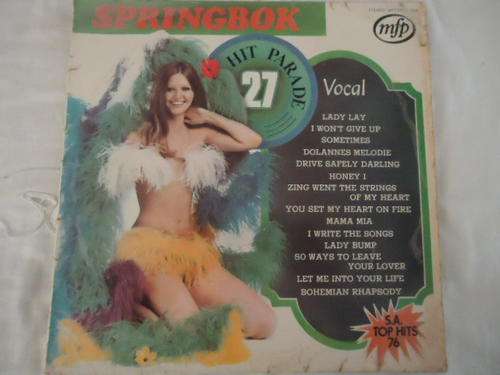 SPRINGBOK
HIT PARADE
27
mfp
Vocal
LADY LAY
I WON'T GIVE UP
SOMETIMES
DOLANNES MELODIE
DRIVE SAFELY DARLING
HONEY I
ZING WENT THE STRINGS
OF MY HEART
YOU SET MY HEART ON FIRE
MAMA MIA
I WRITE THE SONGS
LADY BUMP
50 WAYS TO LEAVE
YOUR LOVER
LET ME INTO YOUR LIFE
BOHEMIAN RHAPSODY
S.A.
TOP HITS
76